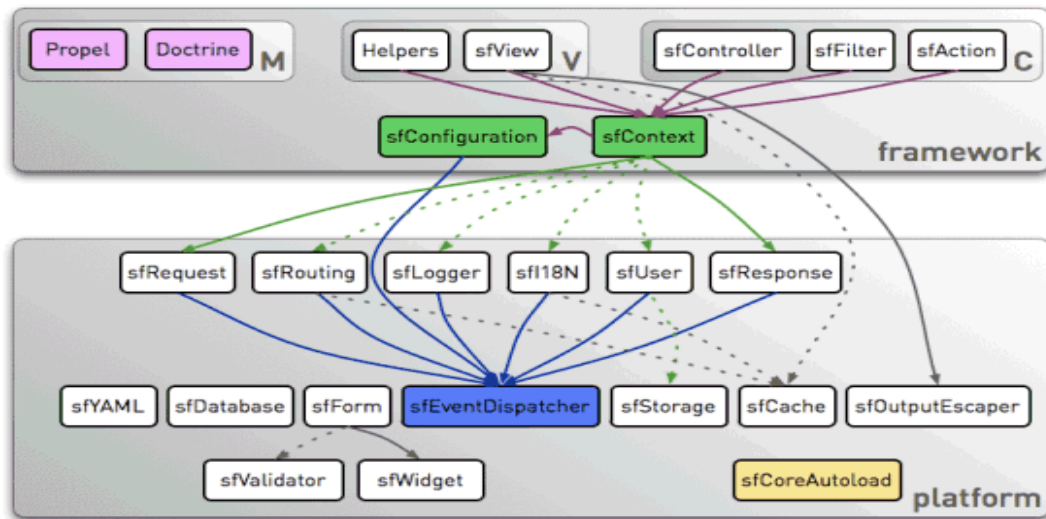 Propel
Doctrine
M
Helpers
sfView
V
sfController
sfFilter
sfAction
C
sfConfiguration
sfContext
framework
sfRequest
sfRouting
sfLogger
sfI18N
sfUser
sfResponse
sfYAML
sfDatabase
sfForm
sfEventDispatcher
sfStorage
sfCache
sfOutputEscaper
sfValidator
sfWidget
sfCoreAutoload
platform